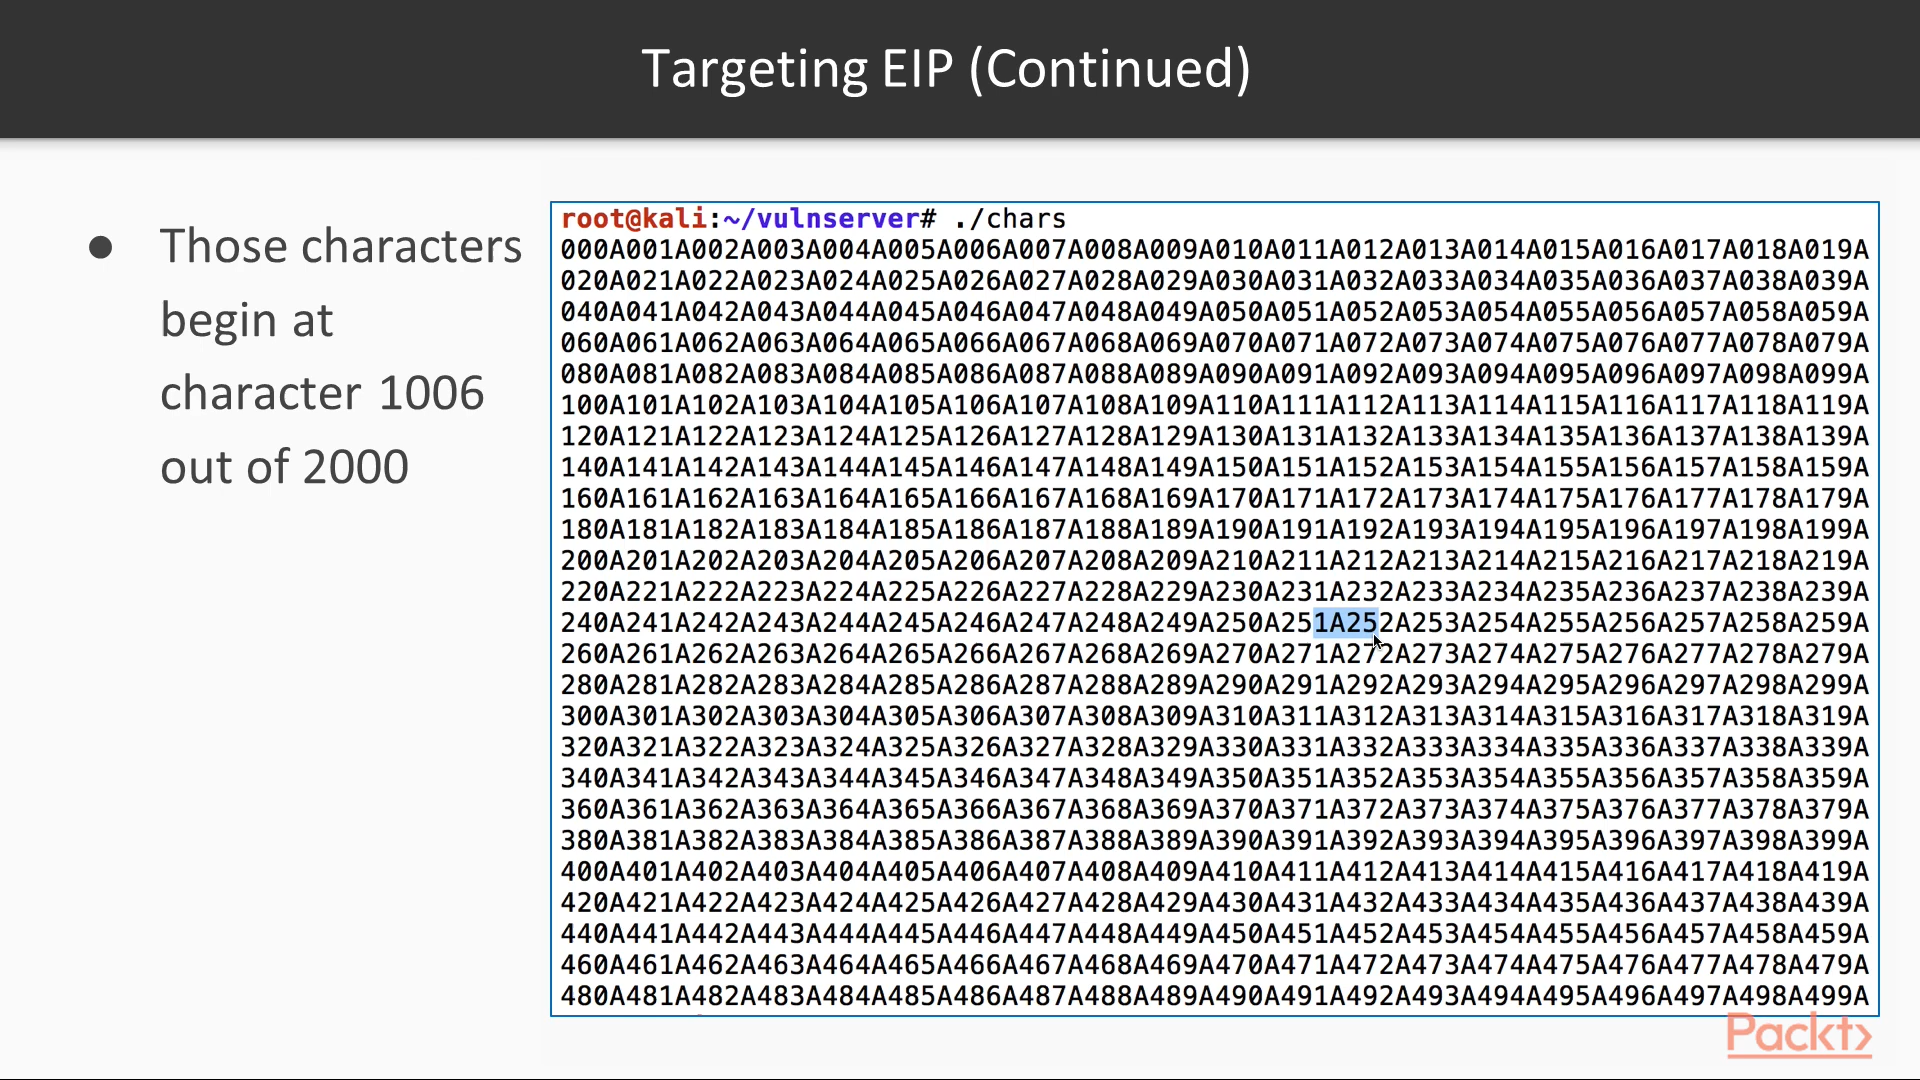 Targeting EIP (Continued)
● Those characters
begin at
character 1006
out of 2000
root@kali:~/vulnserver# ./chars
000A001A002A003A004A005A006A007A008A009A010A011A012A013A014A015A016A017A018A019A
020A021A022A023A024A025A026A027A028A029A030A031A032A033A034A035A036A037A038A039A
040A041A042A043A044A045A046A047A048A049A050A051A052A053A054A055A056A057A058A059A
060A061A062A063A064A065A066A067A068A069A070A071A072A073A074A075A076A077A078A079A
080A081A082A083A084A085A086A087A088A089A090A091A092A093A094A095A096A097A098A099A
100A101A102A103A104A105A106A107A108A109A110A111A112A113A114A115A116A117A118A119A
120A121A122A123A124A125A126A127A128A129A130A131A132A133A134A135A136A137A138A139A
140A141A142A143A144A145A146A147A148A149A150A151A152A153A154A155A156A157A158A159A
160A161A162A163A164A165A166A167A168A169A170A171A172A173A174A175A176A177A178A179A
180A181A182A183A184A185A186A187A188A189A190A191A192A193A194A195A196A197A198A199A
200A201A202A203A204A205A206A207A208A209A210A211A212A213A214A215A216A217A218A219A
220A221A222A223A224A225A226A227A228A229A230A231A232A233A234A235A236A237A238A239A
240A241A242A243A244A245A246A247A248A249A250A251A252A253A254A255A256A257A258A259A
260A261A262A263A264A265A266A267A268A269A270A271A272A273A274A275A276A277A278A279A
280A281A282A283A284A285A286A287A288A289A290A291A292A293A294A295A296A297A298A299A
300A301A302A303A304A305A306A307A308A309A310A311A312A313A314A315A316A317A318A319A
320A321A322A323A324A325A326A327A328A329A330A331A332A333A334A335A336A337A338A339A
340A341A342A343A344A345A346A347A348A349A350A351A352A353A354A355A356A357A358A359A
360A361A362A363A364A365A366A367A368A369A370A371A372A373A374A375A376A377A378A379A
380A381A382A383A384A385A386A387A388A389A390A391A392A393A394A395A396A397A398A399A
400A401A402A403A404A405A406A407A408A409A410A411A412A413A414A415A416A417A418A419A
420A421A422A423A424A425A426A427A428A429A430A431A432A433A434A435A436A437A438A439A
440A441A442A443A444A445A446A447A448A449A450A451A452A453A454A455A456A457A458A459A
460A461A462A463A464A465A466A467A468A469A470A471A472A473A474A475A476A477A478A479A
480A481A482A483A484A485A486A487A488A489A490A491A492A493A494A495A496A497A498A499A
Packt>